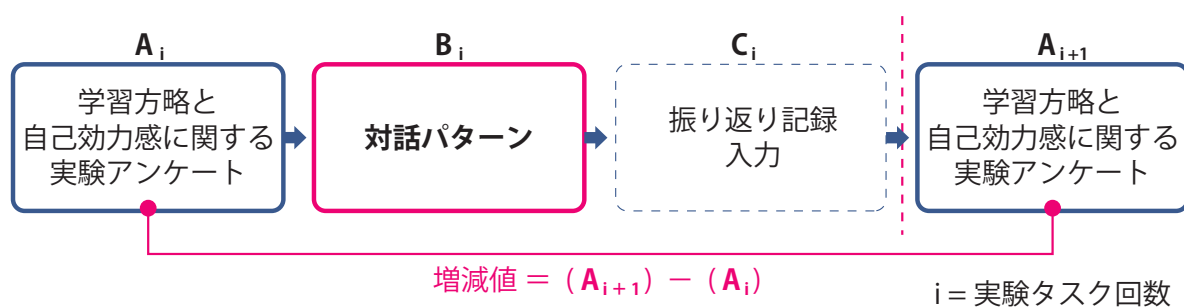 A i
B i
C i
A i+1
学習方略と
自己効力感に関する
実験アンケート
対話パターン
振り返り記録
入力
学習方略と
自己効力感に関する
実験アンケート
増減値 = ( A i + 1 ) − ( A i )
i = 実験タスク回数